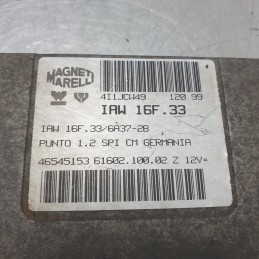 MAGNETI
MARELLI
4I1JCW49 120 99
IAW 16F.33
IAW 16F.33/6A37-2B
PUNTO 1.2 SPI CM GERMANIA
46545153 61602.100.02 Z 12V⎓